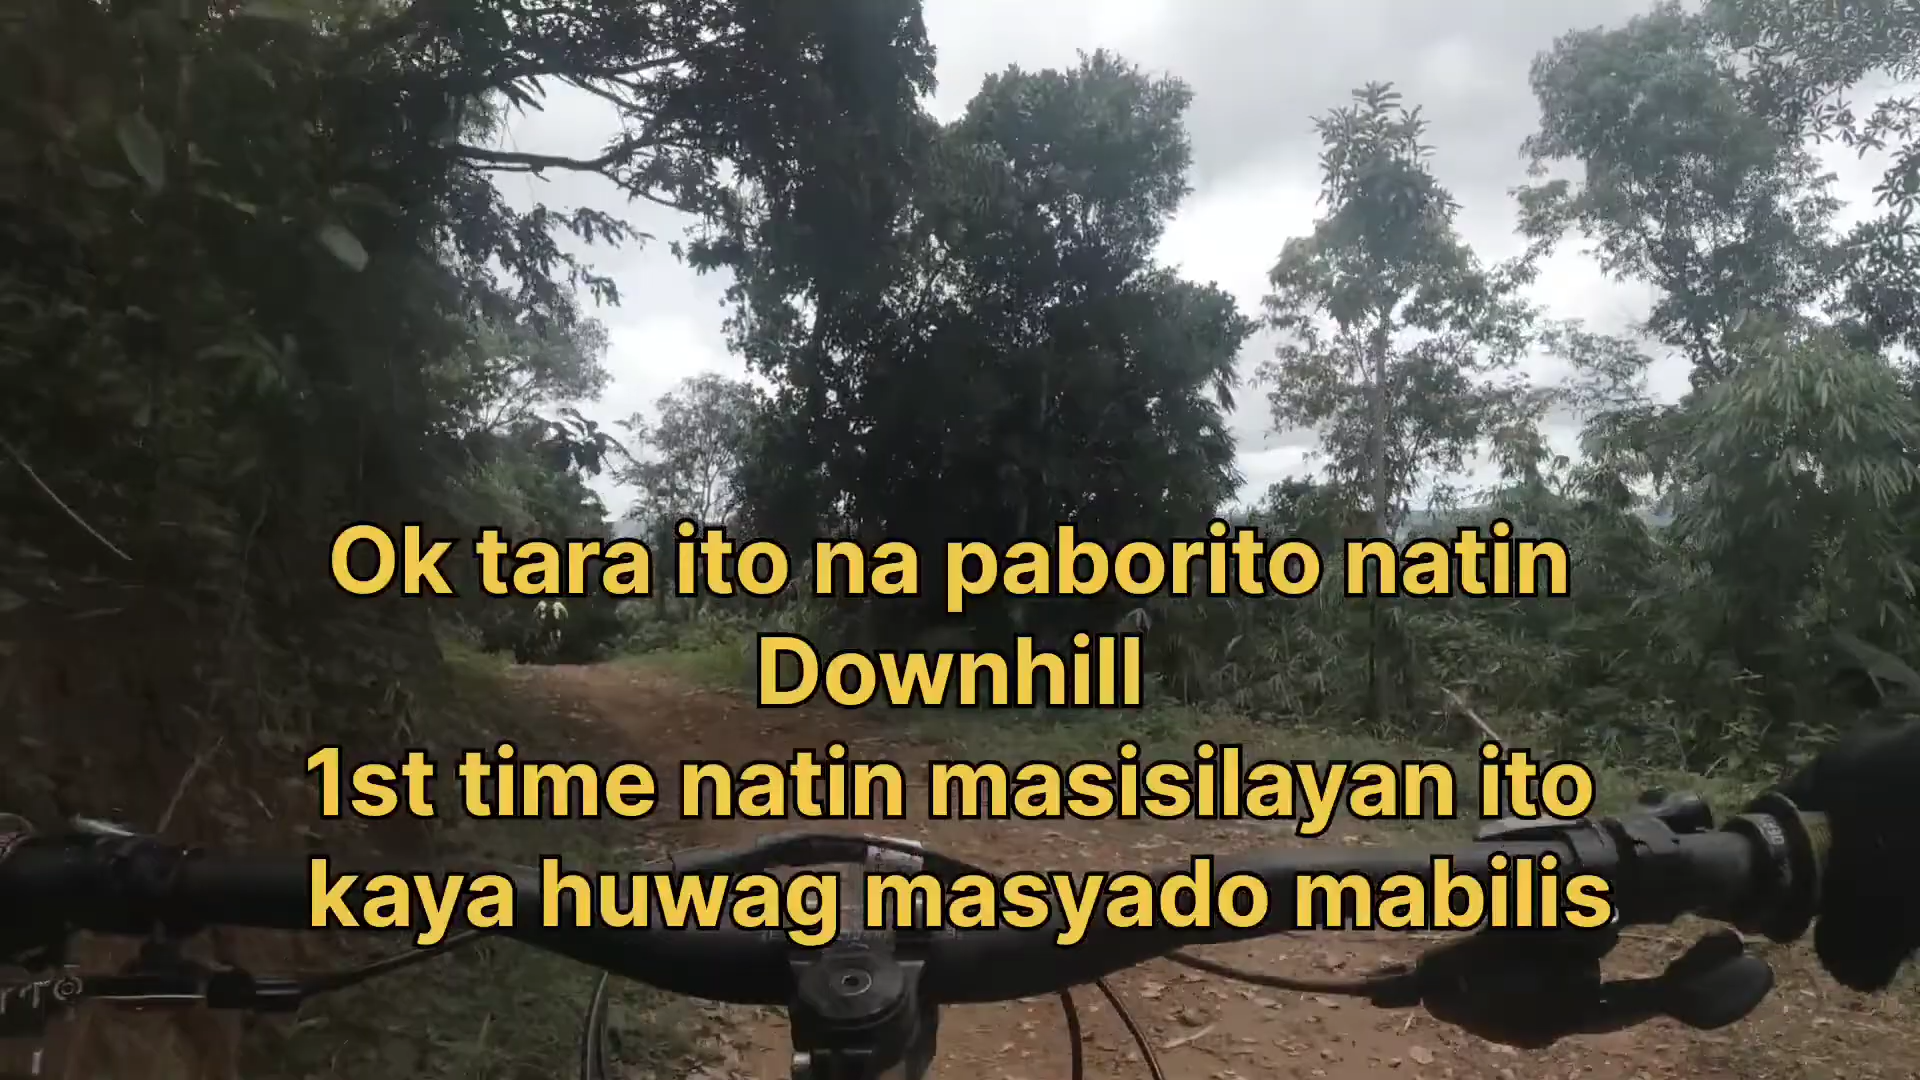 Ok tara ito na paborito natin
Downhill
1st time natin masisilayan ito
kaya huwag masyado mabilis